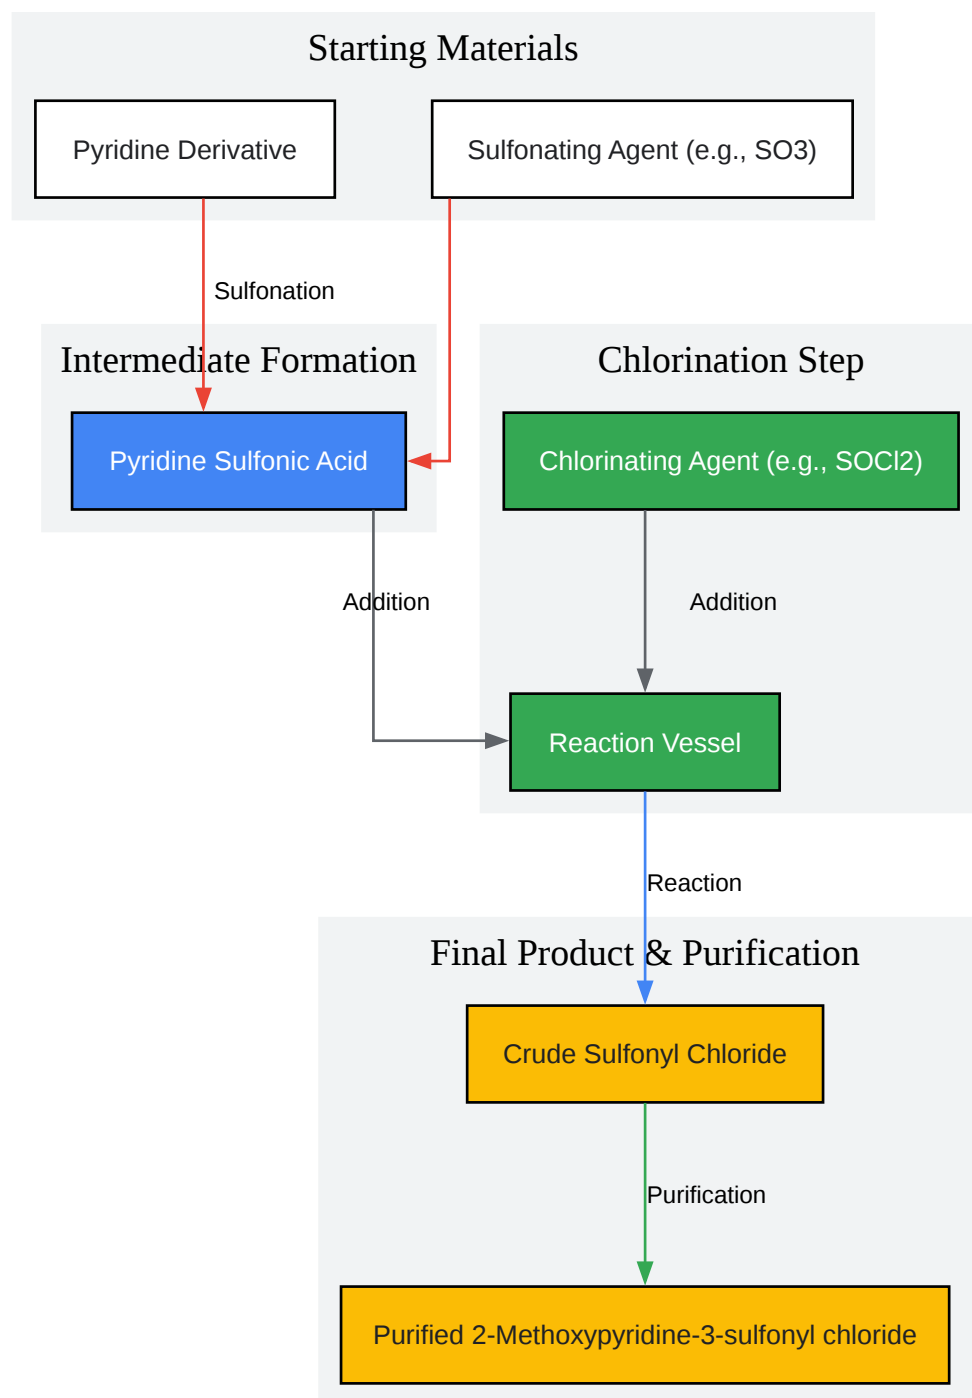 Starting Materials
Pyridine Derivative
Sulfonating Agent (e.g., SO3)
Sulfonation
Intermediate Formation
Chlorination Step
Pyridine Sulfonic Acid
Chlorinating Agent (e.g., SOCl2)
Addition
Addition
Reaction Vessel
Reaction
Final Product & Purification
Crude Sulfonyl Chloride
Purification
Purified 2-Methoxypyridine-3-sulfonyl chloride